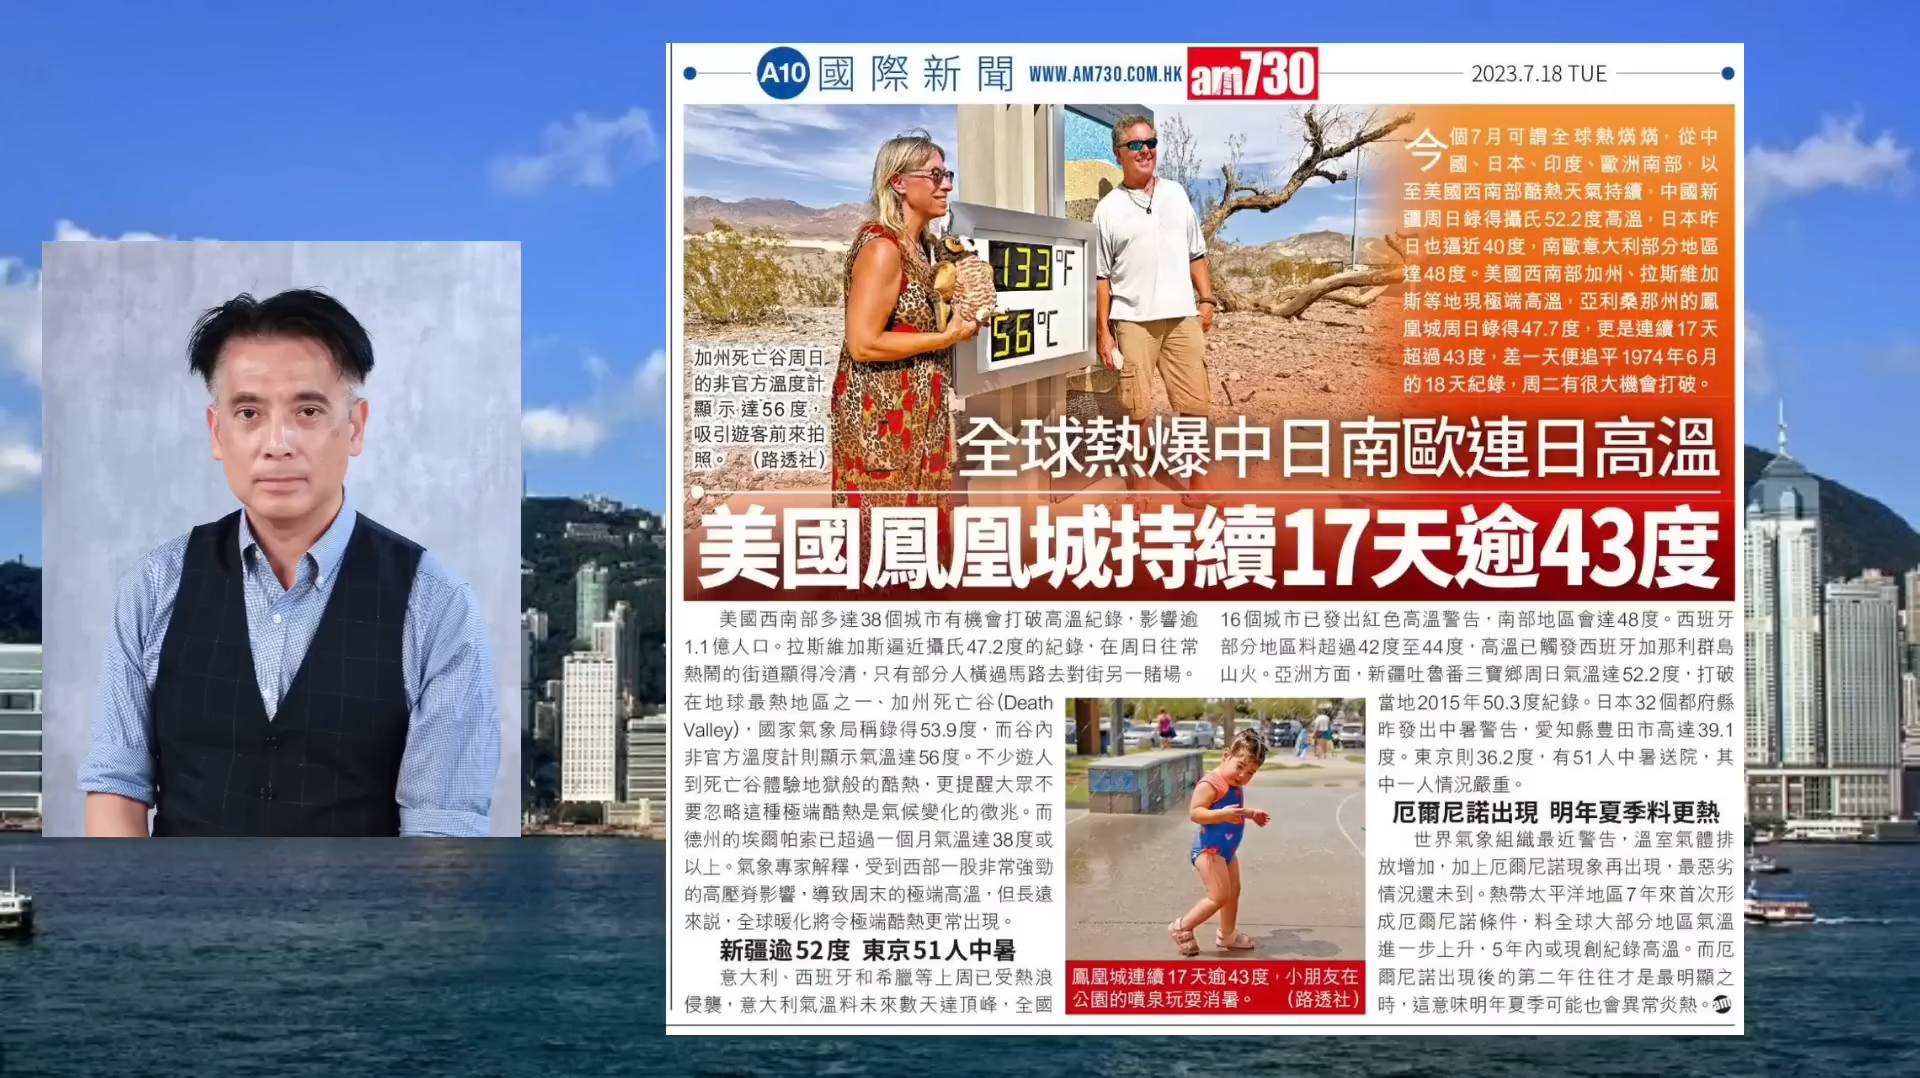 A10 國際新聞 WWW.AM730.COM.HK am730 2023.7.18 TUE
今個7月可謂全球熱焫焫，從中
國、日本、印度、歐洲南部，以
至美國西南部酷熱天氣持續，中國新
疆周日錄得攝氏52.2度高溫，日本昨
日也逼近40度，南歐意大利部分地區
達48度。美國西南部加州、拉斯維加
斯等地現極端高溫，亞利桑那州的鳳
凰城周日錄得47.7度，更是連續17天
超過43度，差一天便追平1974年6月
的18天紀錄，周二有很大機會打破。
133°F
56°C
加州死亡谷周日
的非官方溫度計
顯示達56度，
吸引遊客前來拍
照。 （路透社）
全球熱爆中日南歐連日高溫
美國鳳凰城持續17天逾43度
美國西南部多達38個城市有機會打破高溫紀錄，影響逾
1.1億人口。拉斯維加斯逼近攝氏47.2度的紀錄，在周日往常
熱鬧的街道顯得冷清，只有部分人橫過馬路去對街另一賭場。
在地球最熱地區之一、加州死亡谷(Death
Valley)，國家氣象局稱錄得53.9度，而谷內
非官方溫度計則顯示氣溫達56度。不少遊人
到死亡谷體驗地獄般的酷熱，更提醒大眾不
要忽略這種極端酷熱是氣候變化的徵兆。而
德州的埃爾帕索已超過一個月氣溫達38度或
以上。氣象專家解釋，受到西部一股非常強勁
的高壓脊影響，導致周末的極端高溫，但長遠
來説，全球暖化將令極端酷熱更常出現。
新疆逾52度 東京51人中暑
意大利、西班牙和希臘等上周已受熱浪
侵襲，意大利氣溫料未來數天達頂峰，全國
16個城市已發出紅色高溫警告，南部地區會達48度。西班牙
部分地區料超過42度至44度，高溫已觸發西班牙加那利群島
山火。亞洲方面，新疆吐魯番三寶鄉周日氣溫達52.2度，打破
當地2015年50.3度紀錄。日本32個都府縣
昨發出中暑警告，愛知縣豊田市高達39.1
度。東京則36.2度，有51人中暑送院，其
中一人情況嚴重。
厄爾尼諾出現 明年夏季料更熱
世界氣象組織最近警告，溫室氣體排
放增加，加上厄爾尼諾現象再出現，最惡劣
情況還未到。熱帶太平洋地區7年來首次形
成厄爾尼諾條件，料全球大部分地區氣溫
進一步上升，5年內或現創紀錄高溫。而厄
爾尼諾出現後的第二年往往才是最明顯之
時，這意味明年夏季可能也會異常炎熱。
鳳凰城連續17天逾43度，小朋友在
公園的噴泉玩耍消暑。 （路透社）